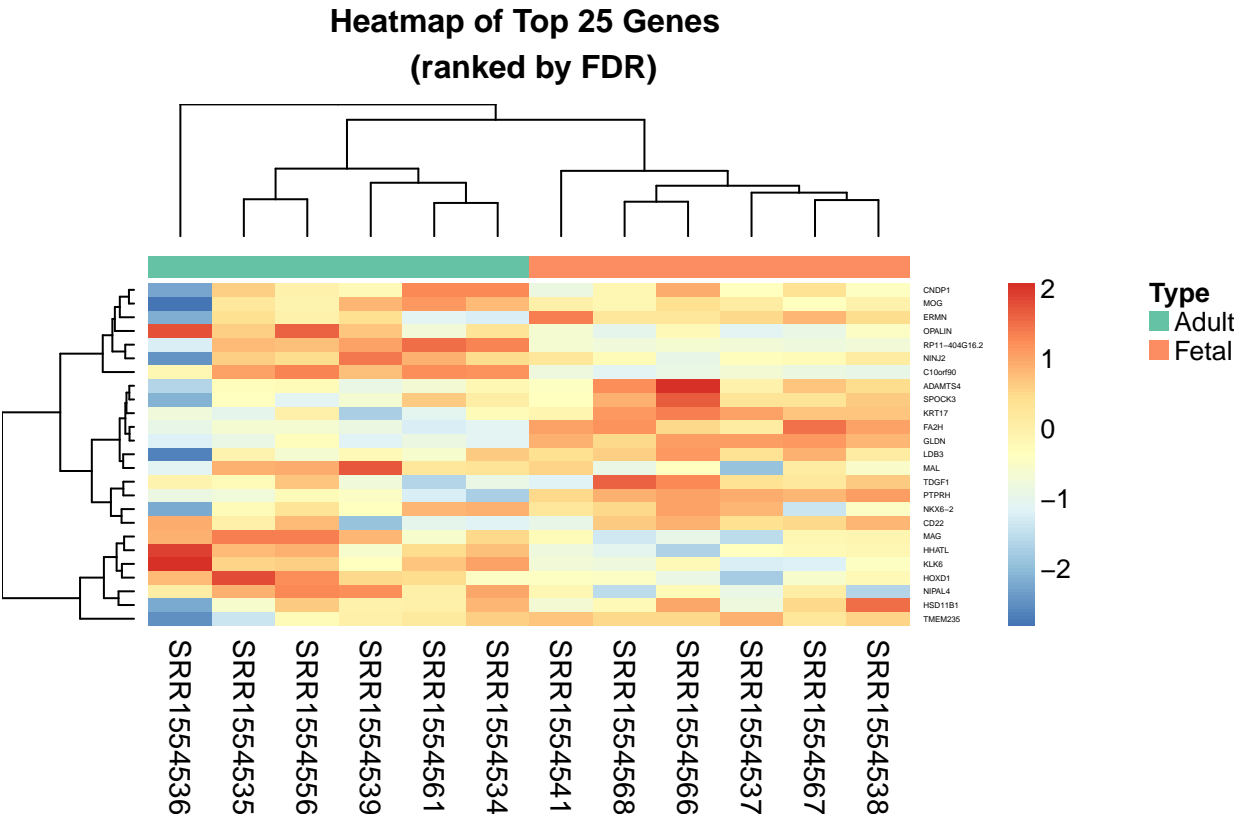 Heatmap of Top 25 Genes
(ranked by FDR)
CNDP1
MOG
ERMN
OPALIN
RP11−404G16.2
NINJ2
C10orf90
ADAMTS4
SPOCK3
KRT17
FA2H
GLDN
LDB3
MAL
TDGF1
PTPRH
NKX6−2
CD22
MAG
HHATL
KLK6
HOXD1
NIPAL4
HSD11B1
TMEM235
2
1
0
−1
−2
Type
Adult
Fetal
SRR1554536
SRR1554535
SRR1554556
SRR1554539
SRR1554561
SRR1554534
SRR1554541
SRR1554568
SRR1554566
SRR1554537
SRR1554567
SRR1554538